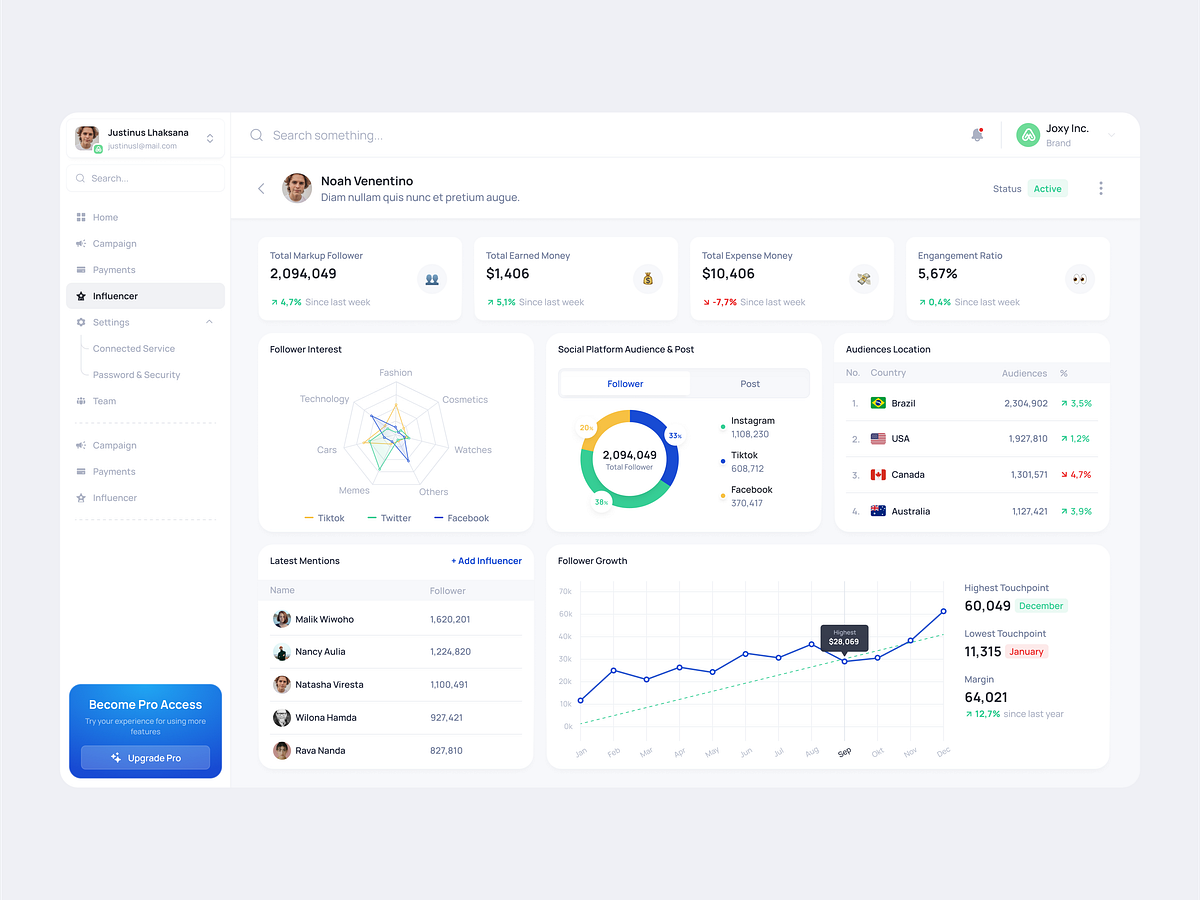 Justinus Lhaksana
justinusl@mail.com
Search...
Home
Campaign
Payments
Influencer
Settings
Connected Service
Password & Security
Team
Campaign
Payments
Influencer
Become Pro Access
Try your experience for using more
features
Upgrade Pro
Search something...
Joxy Inc.
Brand
Noah Venentino
Diam nullam quis nunc et pretium augue.
Status Active
Total Markup Follower
2,094,049
4,7% Since last week
Total Earned Money
$1,406
5,1% Since last week
Total Expense Money
$10,406
-7,7% Since last week
Engangement Ratio
5,67%
0,4% Since last week
Follower Interest
Fashion
Technology
Cosmetics
Cars
Watches
Memes
Others
Tiktok Twitter Facebook
Social Platform Audience & Post
Follower Post
20%
33%
2,094,049
Total Follower
38%
Instagram
1,108,230
Tiktok
608,712
Facebook
370,417
Audiences Location
No. Country Audiences %
1. Brazil 2,304,902 3,5%
2. USA 1,927,810 1,2%
3. Canada 1,301,571 4,7%
4. Australia 1,127,421 3,9%
Latest Mentions + Add Influencer
Name Follower
Malik Wiwoho 1,620,201
Nancy Aulia 1,224,820
Natasha Viresta 1,100,491
Wilona Hamda 927,421
Rava Nanda 827,810
Follower Growth
70k
60k
40k
30k
20k
10k
0k
Highest
$28,069
Jan Feb Mar Apr May Jun Jul Aug Sep Okt Nov Dec
Highest Touchpoint
60,049 December
Lowest Touchpoint
11,315 January
Margin
64,021
12,7% since last year